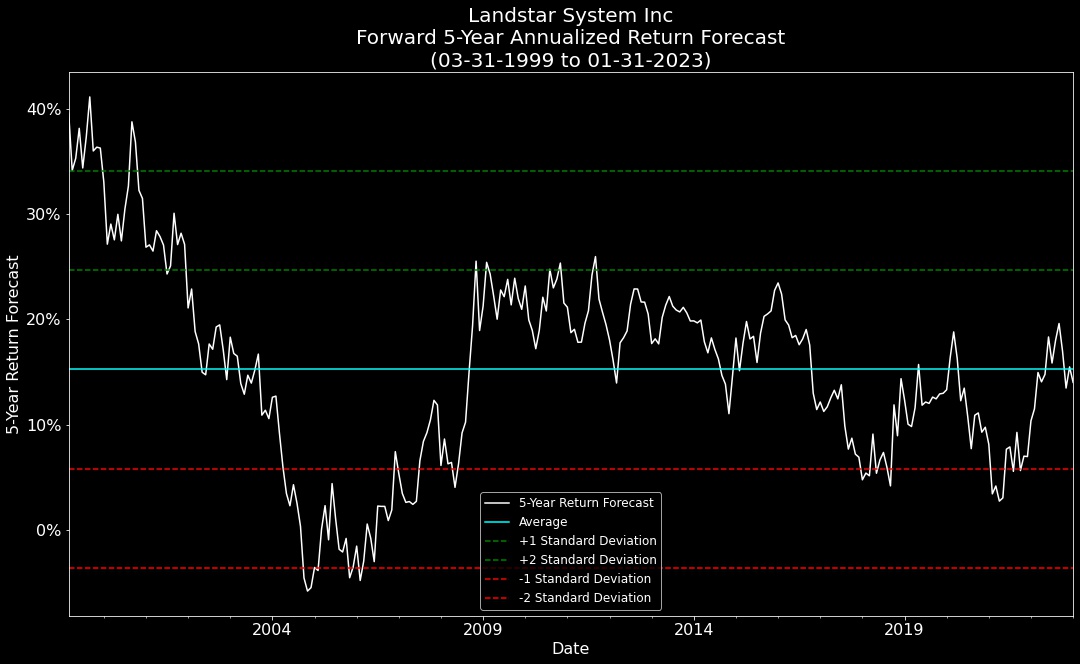 Landstar System Inc
Forward 5-Year Annualized Return Forecast
(03-31-1999 to 01-31-2023)
40%
30%
20%
10%
0%
5-Year Return Forecast
5-Year Return Forecast
Average
+1 Standard Deviation
+2 Standard Deviation
-1 Standard Deviation
-2 Standard Deviation
2004
2009
2014
2019
Date